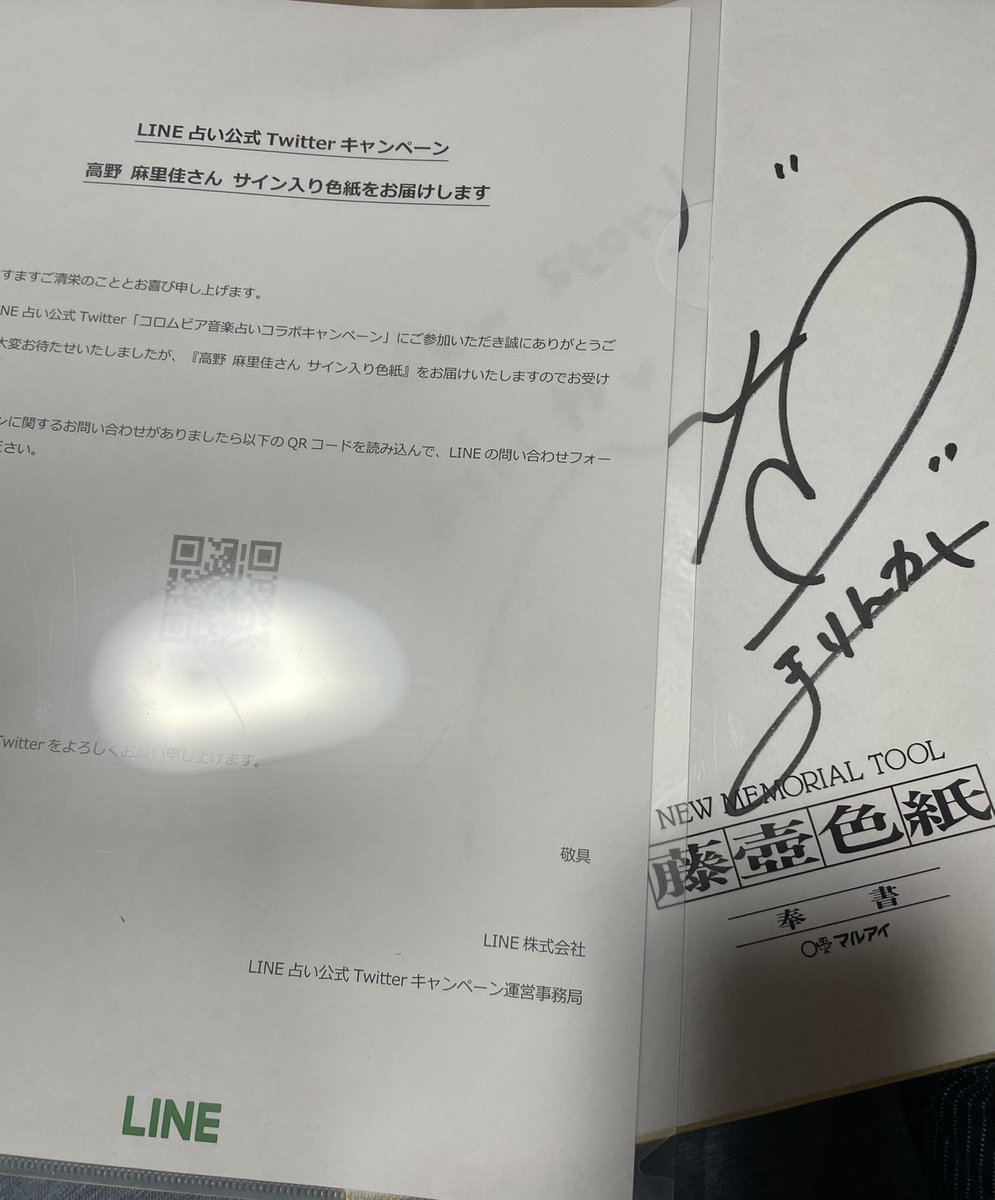 LINE 占い公式 Twitter キャンペーン
高野 麻里佳さん サイン入り色紙をお届けします
すますご清栄のこととお喜び申し上げます。
NE 占い公式 Twitter「コロムビア音楽占いコラボキャンペーン」にご参加いただき誠にありがとうご
大変お待たせいたしましたが、『高野 麻里佳さん サイン入り色紙』をお届けいたしますのでお受け
ンに関するお問い合わせがありましたら以下の QR コードを読み込んで、LINE の問い合わせフォー
ださい。
Twitter をよろしくお願い申し上げます。
敬具
LINE 株式会社
LINE 占い公式 Twitter キャンペーン運営事務局
LINE
NEW MEMORIAL TOOL
藤壺色紙
奉書
マルアイ